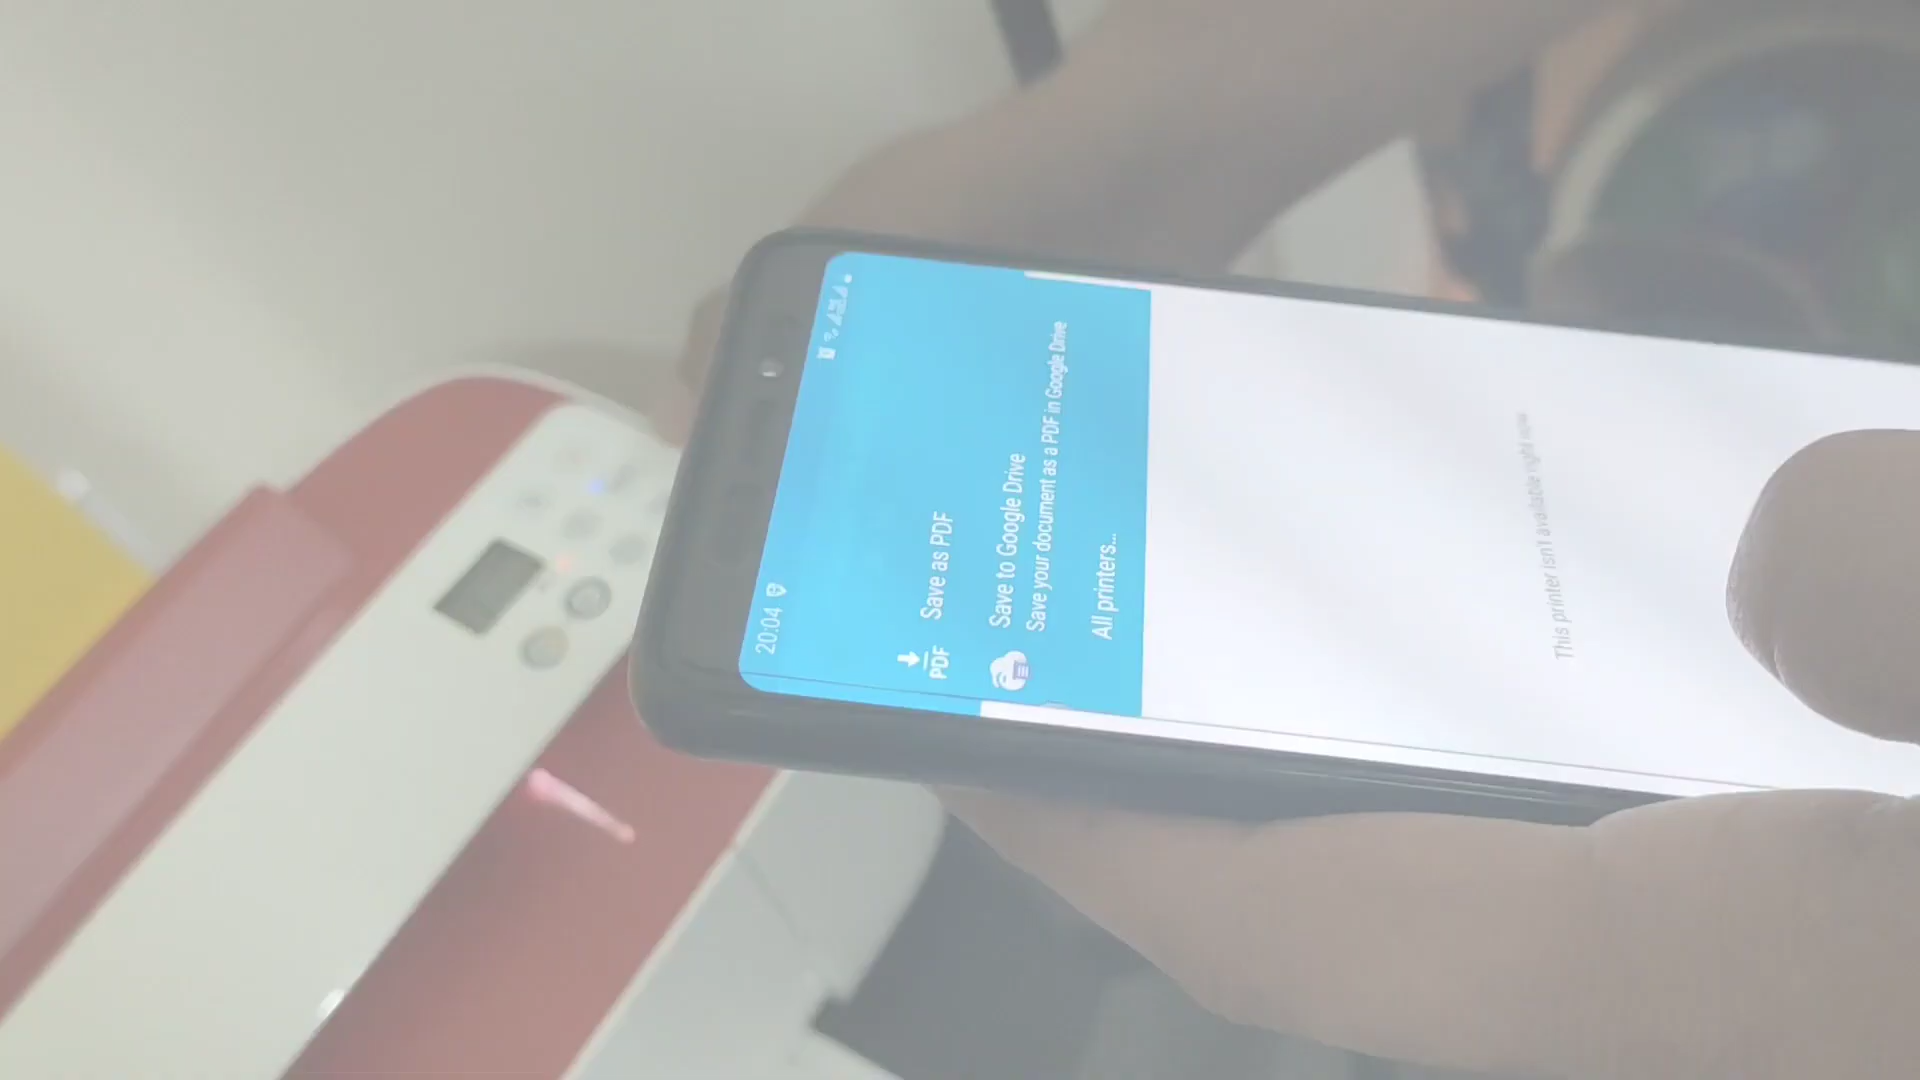 20:04
Save as PDF
PDF
Save to Google Drive
Save your document as a PDF in Google Drive
All printers...
This printer isn't available right now